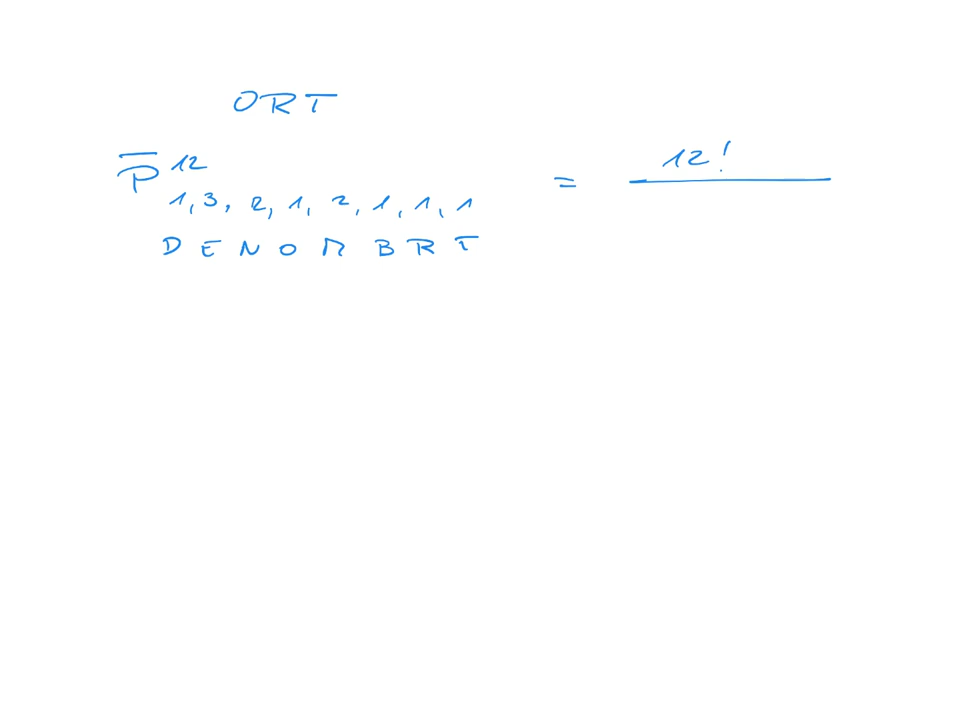 ORT
P̅ 12 = 12!
1, 3, 2, 1, 2, 1, 1, 1
D E N O M B R T